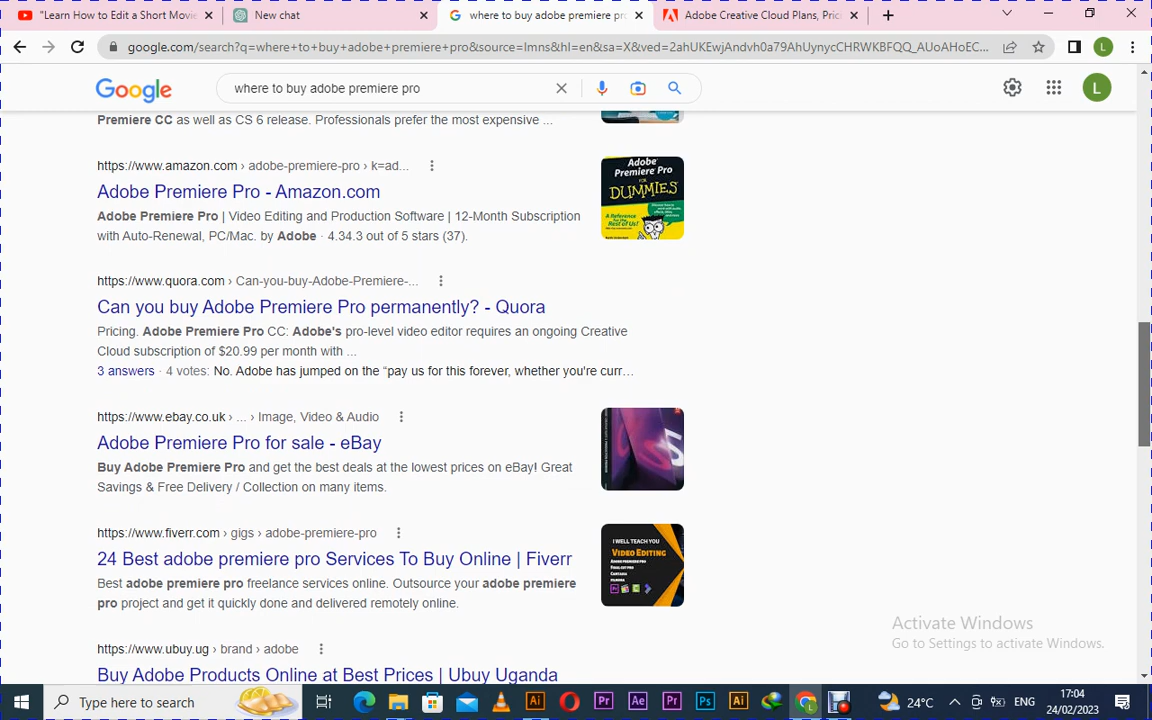 "Learn How to Edit a Short Movie
New chat
where to buy adobe premiere pro
Adobe Creative Cloud Plans, Pric
google.com/search?q=where+to+buy+adobe+premiere+pro&source=lmns&hl=en&sa=X&ved=2ahUKEwjAndvh0a79AhUynycCHRWKBFQQ_AUoAHoEC...
L
Google
where to buy adobe premiere pro
L
Premiere CC as well as CS 6 release. Professionals prefer the most expensive ...
https://www.amazon.com › adobe-premiere-pro › k=ad...
Adobe Premiere Pro - Amazon.com
Adobe Premiere Pro | Video Editing and Production Software | 12-Month Subscription
with Auto-Renewal, PC/Mac. by Adobe · 4.34.3 out of 5 stars (37).
Adobe
Premiere Pro
FOR
DUMMIES
A Reference
for the
Rest of Us!
https://www.quora.com › Can-you-buy-Adobe-Premiere-...
Can you buy Adobe Premiere Pro permanently? - Quora
Pricing. Adobe Premiere Pro CC: Adobe's pro-level video editor requires an ongoing Creative
Cloud subscription of $20.99 per month with ...
3 answers · 4 votes: No. Adobe has jumped on the “pay us for this forever, whether you're curr…
https://www.ebay.co.uk › ... › Image, Video & Audio
Adobe Premiere Pro for sale - eBay
Buy Adobe Premiere Pro and get the best deals at the lowest prices on eBay! Great
Savings & Free Delivery / Collection on many items.
https://www.fiverr.com › gigs › adobe-premiere-pro
24 Best adobe premiere pro Services To Buy Online | Fiverr
Best adobe premiere pro freelance services online. Outsource your adobe premiere
pro project and get it quickly done and delivered remotely online.
I WELL TEACH YOU
VIDEO EDITING
https://www.ubuy.ug › brand › adobe
Buy Adobe Products Online at Best Prices | Ubuy Uganda
Activate Windows
Go to Settings to activate Windows.
Type here to search
Ai
Pr
Ae
Pr
Ps
Ai
24°C
ENG
17:04
24/02/2023